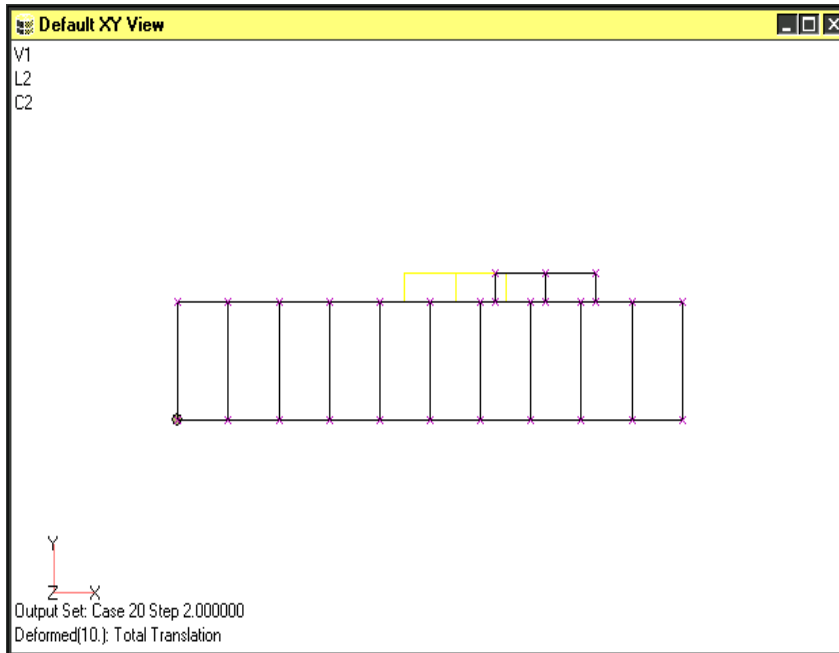 Default XY View
V1
L2
C2
Y
Z X
Output Set: Case 20 Step 2.000000
Deformed(10.): Total Translation